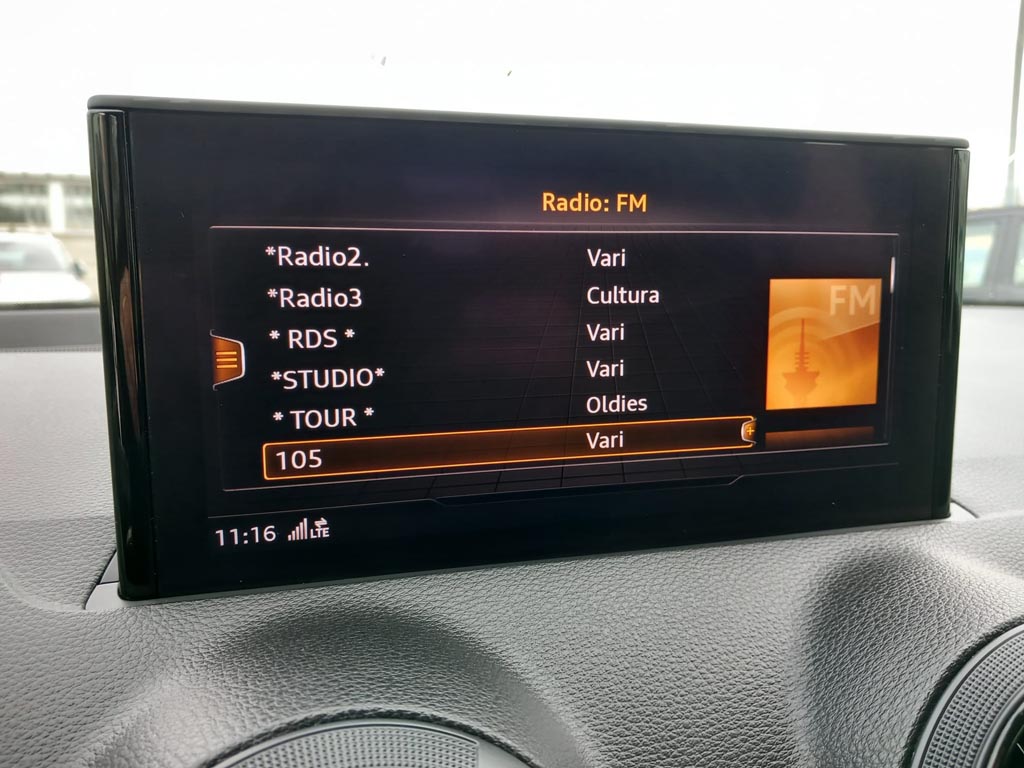 Radio: FM
*Radio2. Vari
*Radio3 Cultura
* RDS * Vari
*STUDIO* Vari
* TOUR * Oldies
105 Vari
FM
11:16 LTE